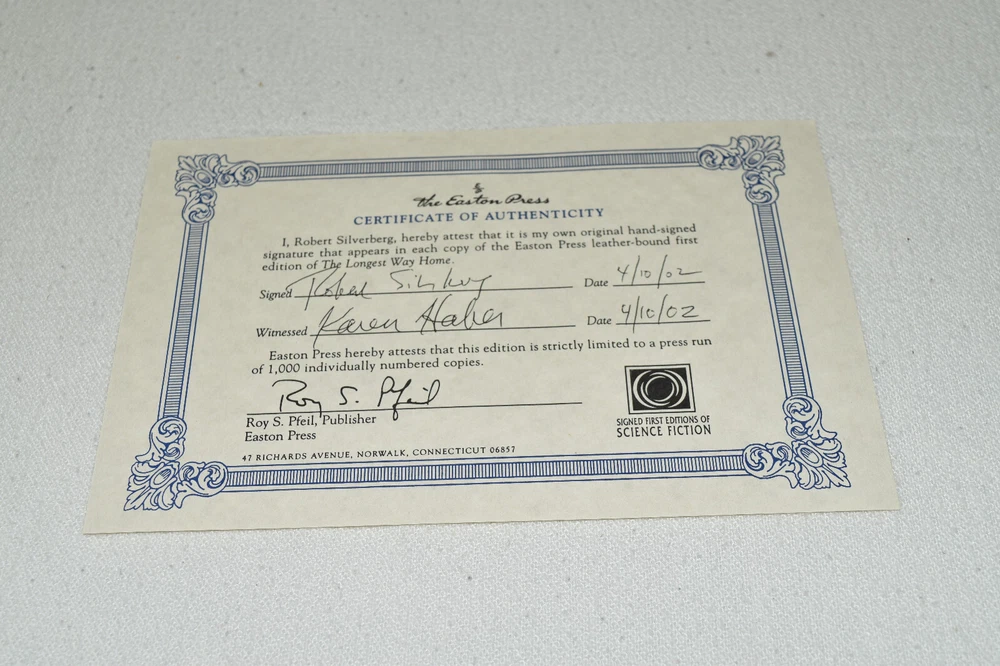 the Easton Press
CERTIFICATE OF AUTHENTICITY
I, Robert Silverberg, hereby attest that it is my own original hand-signed
signature that appears in each copy of the Easton Press leather-bound first
edition of The Longest Way Home.
Signed Robert Silverberg Date 4/10/02
Witnessed Karen Haber Date 4/10/02
Easton Press hereby attests that this edition is strictly limited to a press run
of 1,000 individually numbered copies.
Roy S. Pfeil
Roy S. Pfeil, Publisher
Easton Press
47 RICHARDS AVENUE, NORWALK, CONNECTICUT 06857
SIGNED FIRST EDITIONS OF
SCIENCE FICTION